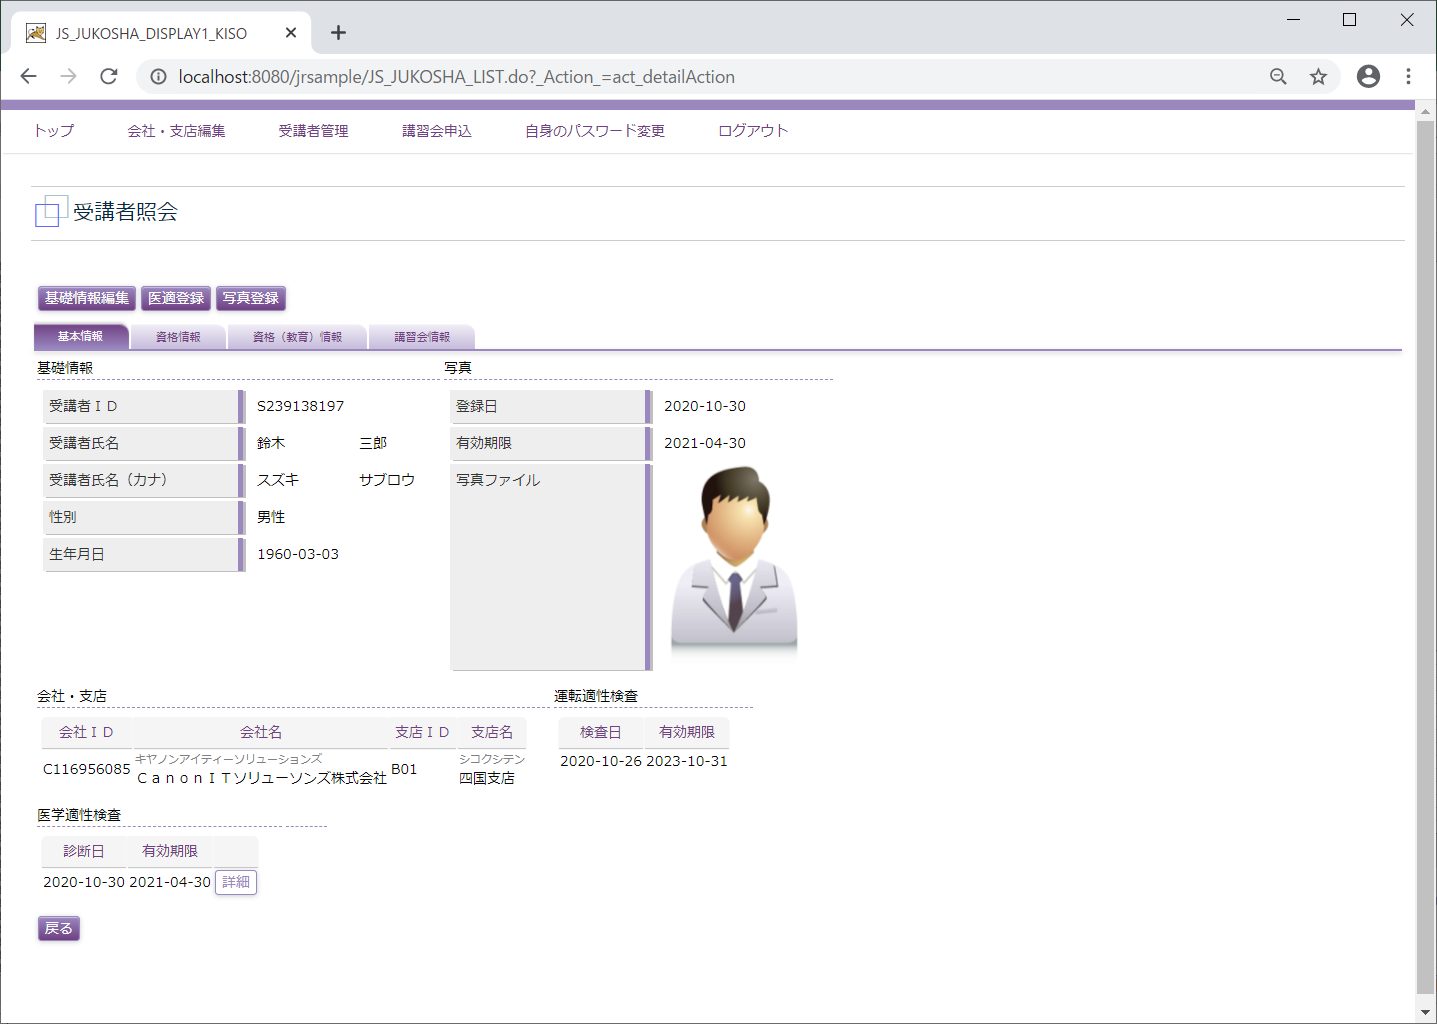 JS_JUKOSHA_DISPLAY1_KISO
localhost:8080/jrsample/JS_JUKOSHA_LIST.do?_Action_=act_detailAction
トップ 会社・支店編集 受講者管理 講習会申込 自身のパスワード変更 ログアウト
受講者照会
基礎情報編集 医適登録 写真登録
基本情報 資格情報 資格（教育）情報 講習会情報
基礎情報 写真
受講者ＩＤ S239138197 登録日 2020-10-30
受講者氏名 鈴木 三郎 有効期限 2021-04-30
受講者氏名（カナ） スズキ サブロウ 写真ファイル
性別 男性
生年月日 1960-03-03
会社・支店 運転適性検査
会社ＩＤ 会社名 支店ＩＤ 支店名 検査日 有効期限
キヤノンアイティーソリューションズ シコクシテン
C116956085 ＣａｎｏｎＩＴソリューソンズ株式会社 B01 四国支店 2020-10-26 2023-10-31
医学適性検査
診断日 有効期限
2020-10-30 2021-04-30 詳細
戻る